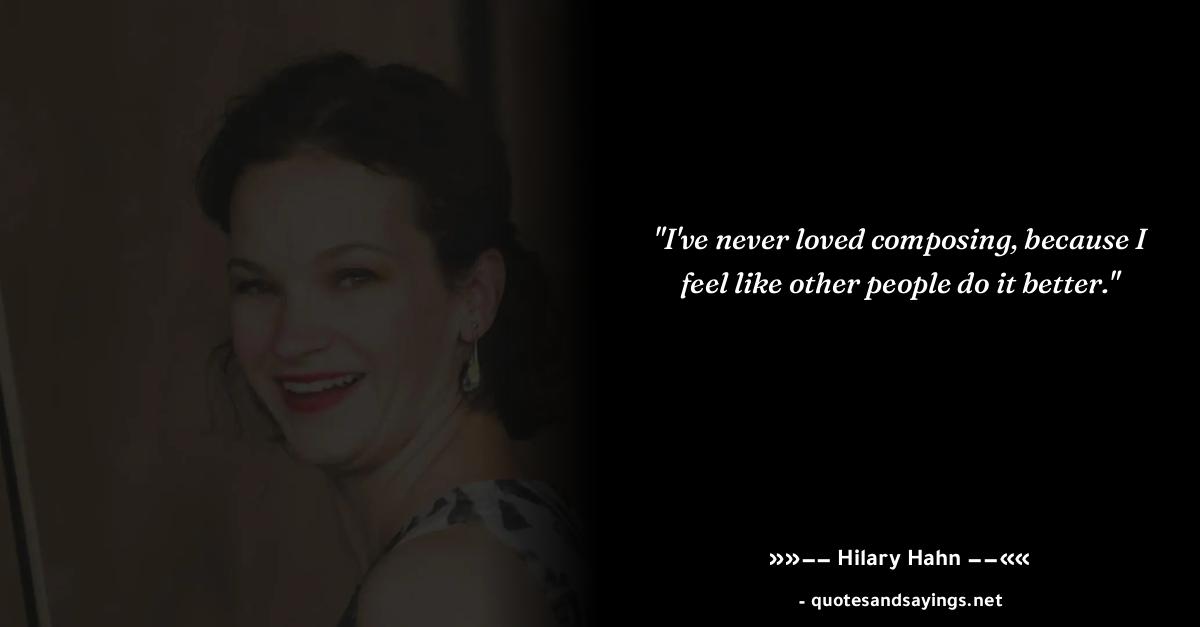 "I've never loved composing, because I
feel like other people do it better."
»»−− Hilary Hahn −−««
- quotesandsayings.net